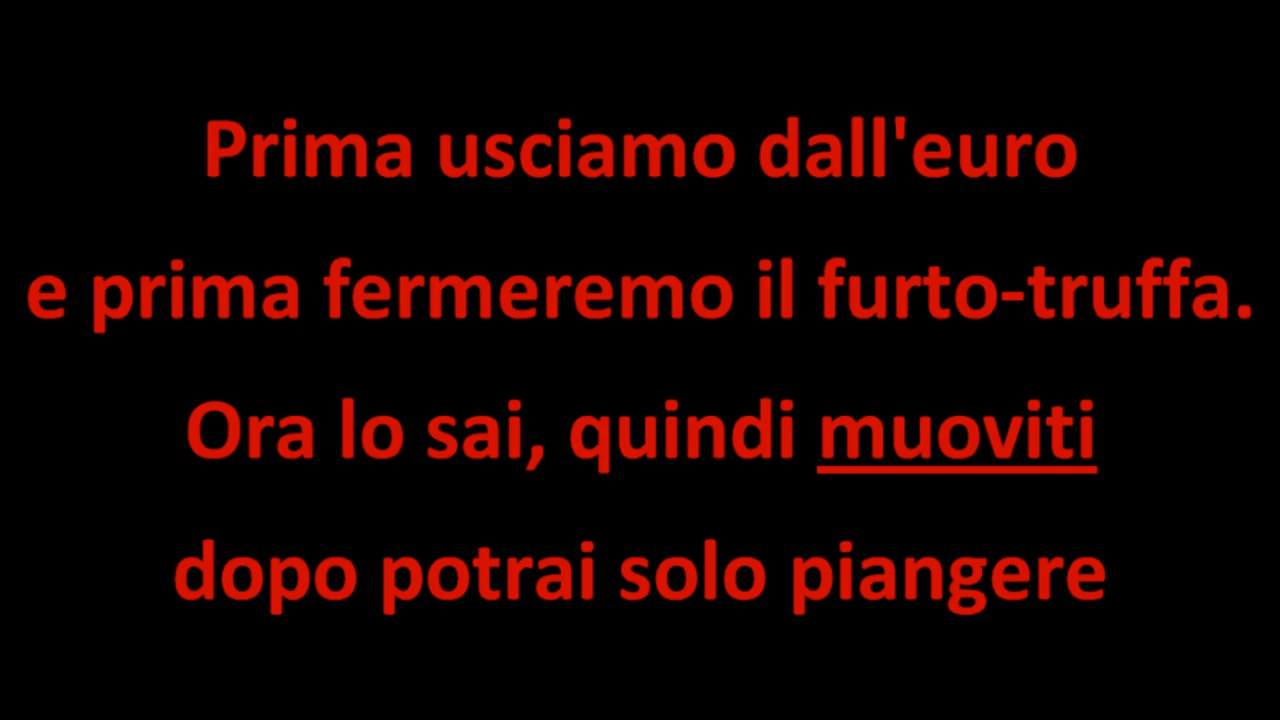 Prima usciamo dall'euro
e prima fermeremo il furto-truffa.
Ora lo sai, quindi muoviti
dopo potrai solo piangere